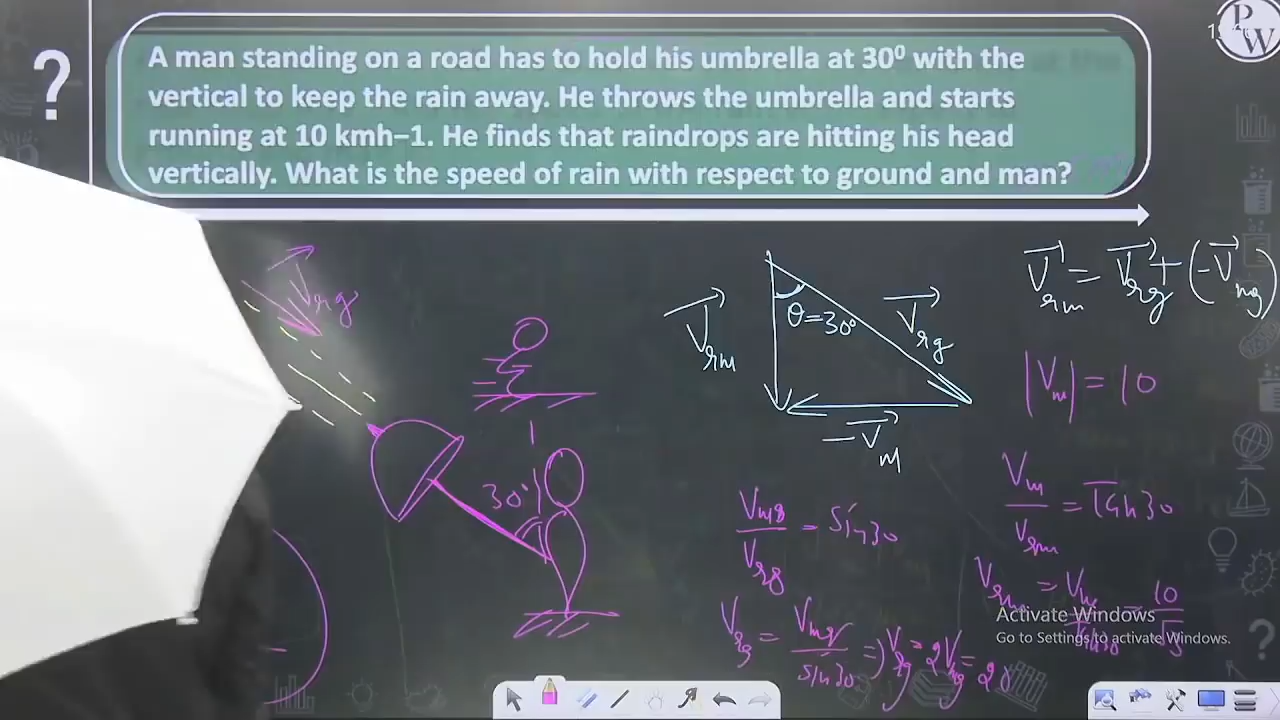 A man standing on a road has to hold his umbrella at 30⁰ with the
vertical to keep the rain away. He throws the umbrella and starts
running at 10 kmh–1. He finds that raindrops are hitting his head
vertically. What is the speed of rain with respect to ground and man?
?
P
W
V⃗rg
30°
V⃗rm
θ=30°
V⃗rg
−V⃗m
V⃗rm = V⃗rg + (−V⃗mg)
|Vm| = 10
Vmg/Vrg = Sin30
Vm/Vrm = Tan30
Vrg = Vmg/Sin30 ⇒ Vrg = 2Vmg = 20
Activate Windows
Go to Settings to activate Windows.